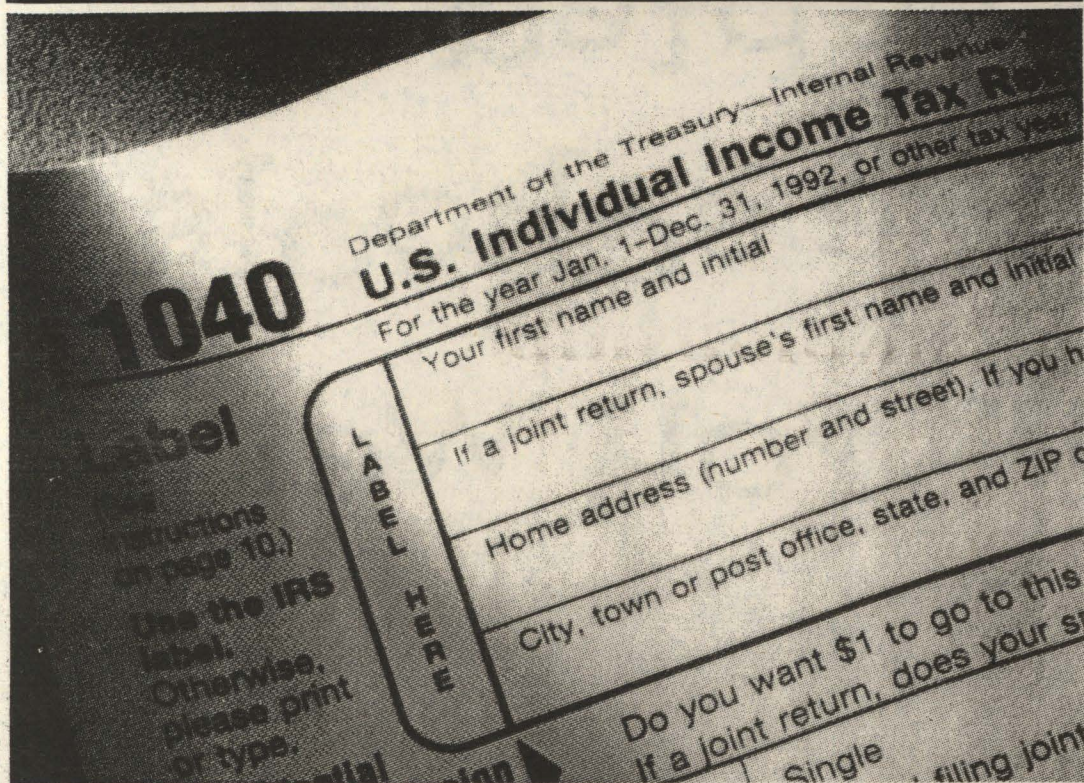 Department of the Treasury—Internal Revenue
1040
U.S. Individual Income Tax
For the year Jan. 1–Dec. 31, 1992, or other tax year
Label
instructions
on page 10.)
Use the IRS
label.
Otherwise,
please print
or type.
LABEL HERE
Your first name and initial
If a joint return, spouse's first name and initial
Home address (number and street). If you
City, town or post office, state, and ZIP
Do you want $1 to go to this
If a joint return, does your
Single
filing joint